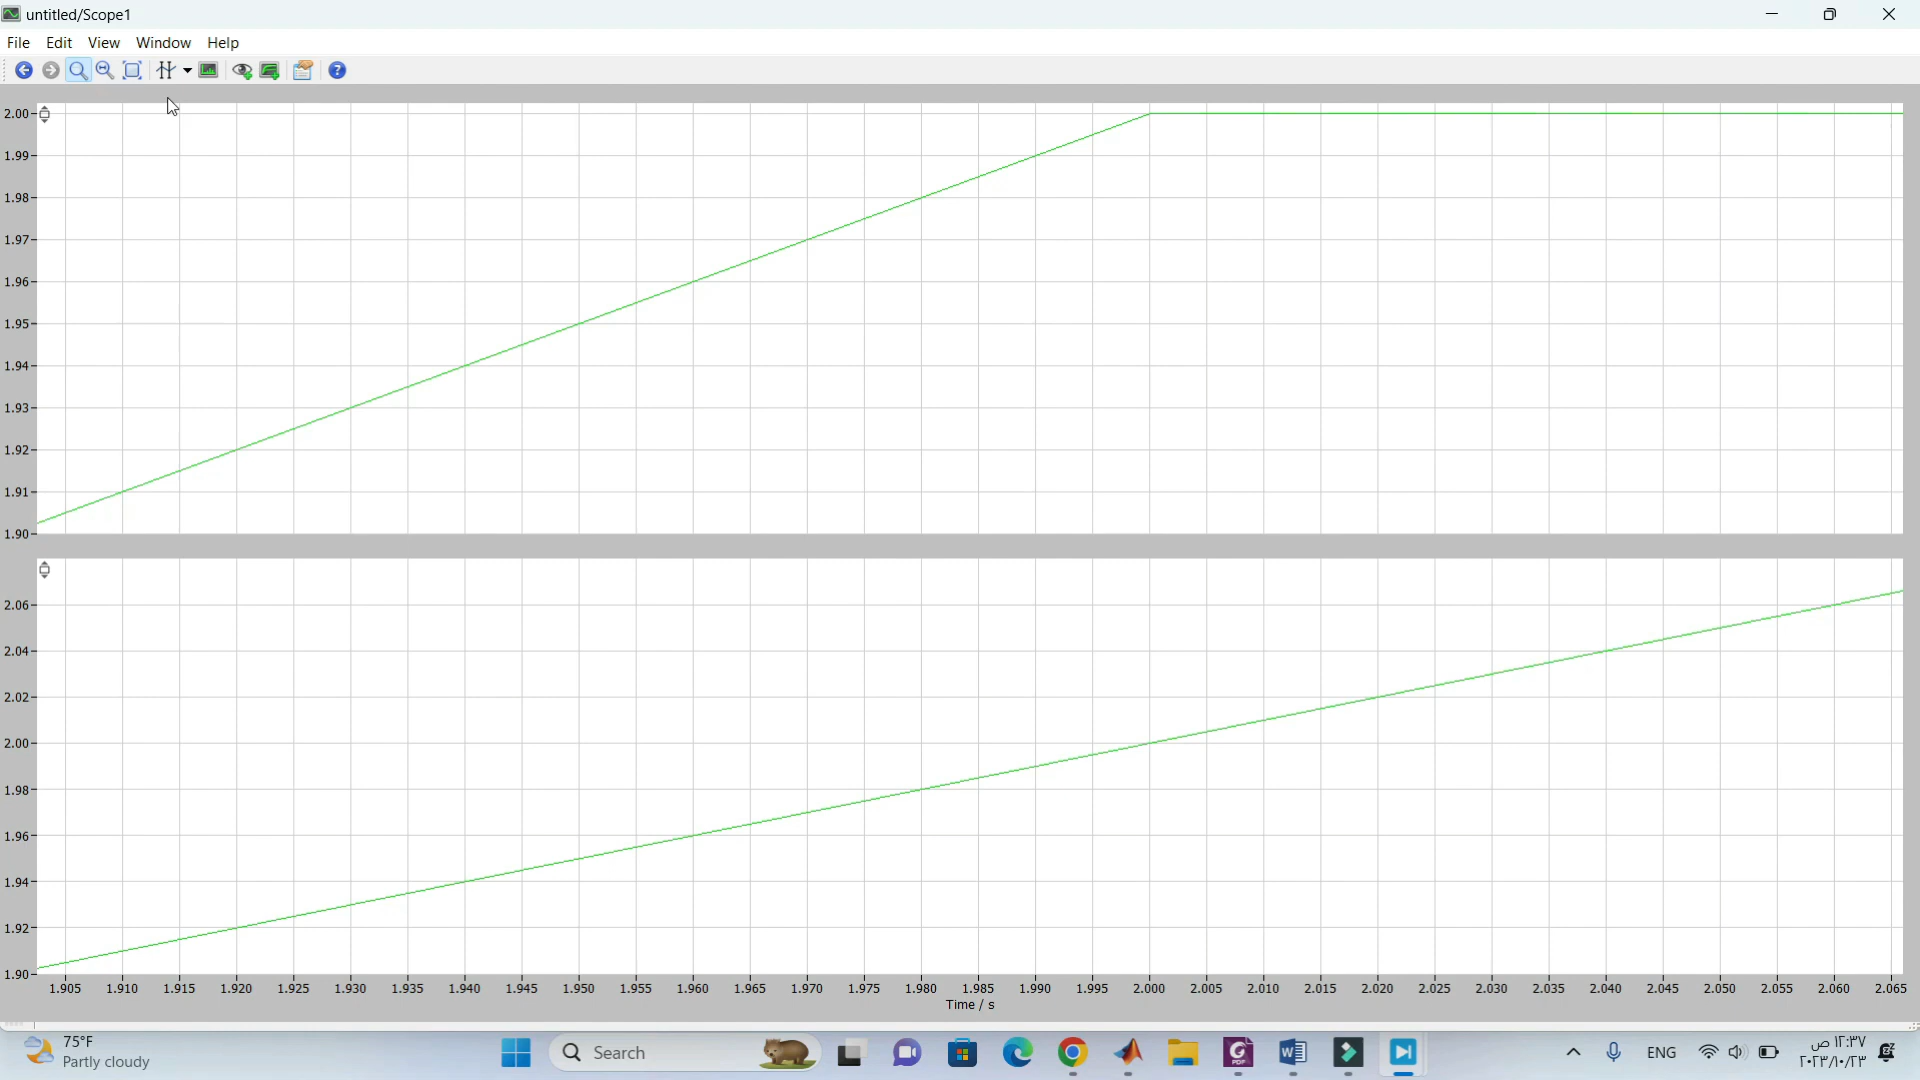 untitled/Scope1
File Edit View Window Help
2.00
1.99
1.98
1.97
1.96
1.95
1.94
1.93
1.92
1.91
1.90
2.06
2.04
2.02
2.00
1.98
1.96
1.94
1.92
1.90
1.905 1.910 1.915 1.920 1.925 1.930 1.935 1.940 1.945 1.950 1.955 1.960 1.965 1.970 1.975 1.980 1.985 1.990 1.995 2.000 2.005 2.010 2.015 2.020 2.025 2.030 2.035 2.040 2.045 2.050 2.055 2.060 2.065
Time / s
75°F
Partly cloudy
Search
ENG
١٢:٣٧ ص
٢٠٢٣/١٠/٢٣